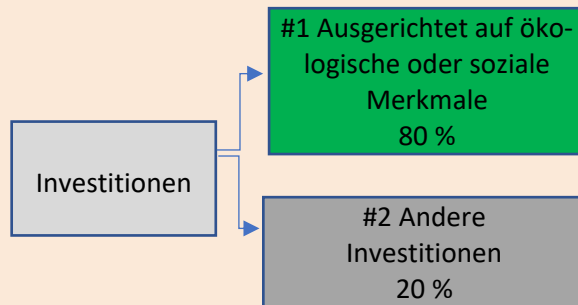 #1 Ausgerichtet auf öko-
logische oder soziale
Merkmale
80 %
Investitionen
#2 Andere
Investitionen
20 %